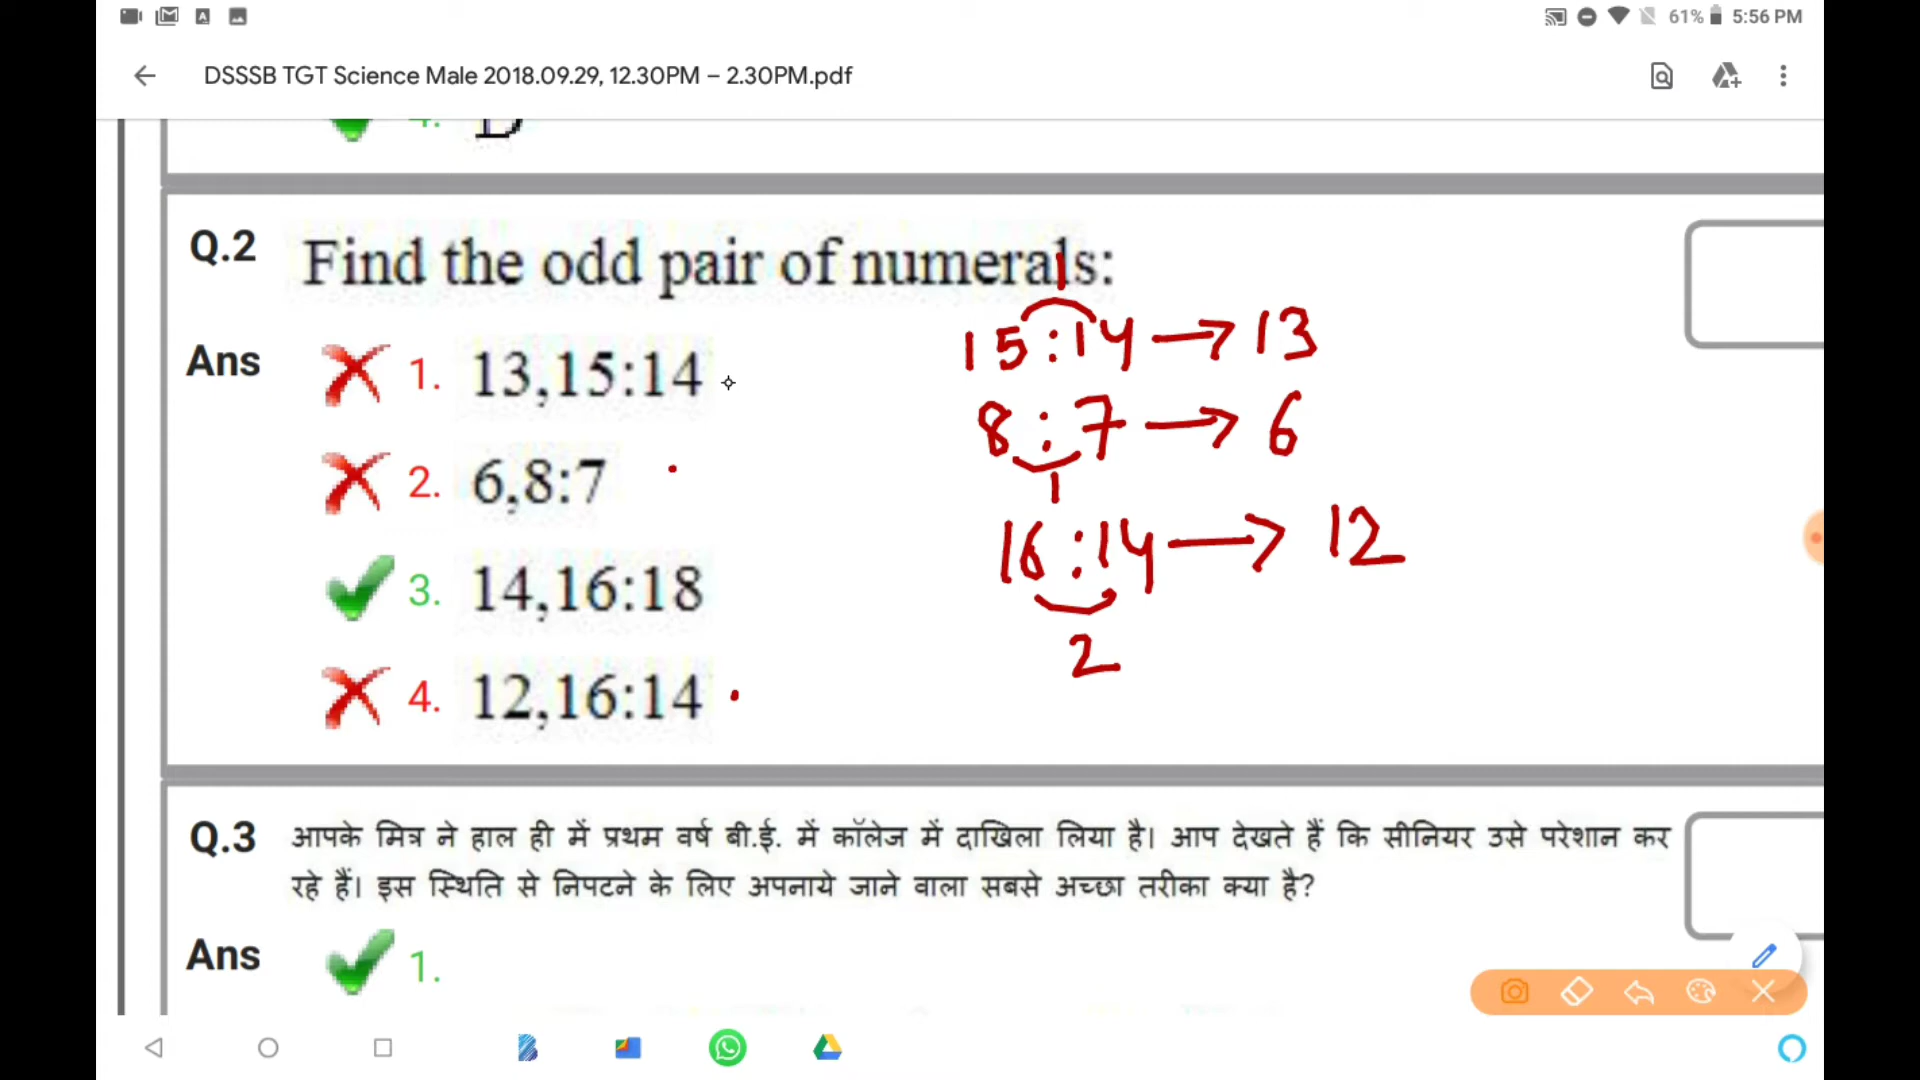 61% 5:56 PM
DSSSB TGT Science Male 2018.09.29, 12.30PM – 2.30PM.pdf
4. D
Q.2 Find the odd pair of numerals:
Ans
1. 13,15:14
2. 6,8:7
3. 14,16:18
4. 12,16:14
1
15:14 → 13
8:7 → 6
1
16:14 → 12
2
Q.3 आपके मित्र ने हाल ही में प्रथम वर्ष बी.ई. में कॉलेज में दाखिला लिया है। आप देखते हैं कि सीनियर उसे परेशान कर
रहे हैं। इस स्थिति से निपटने के लिए अपनाये जाने वाला सबसे अच्छा तरीका क्या है?
Ans
1.